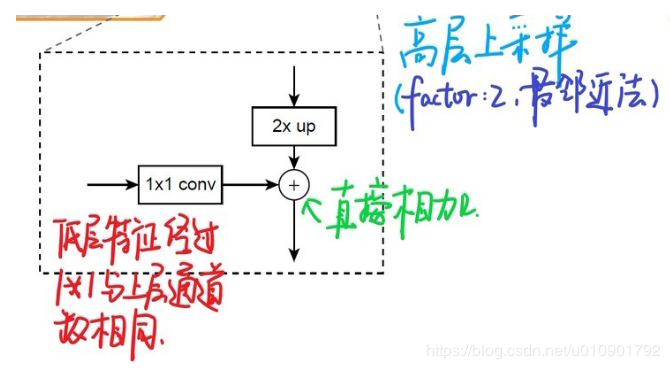 高层上采样
(factor:2,最邻近法)
2x up
1x1 conv
+
直接相加.
底层特征经过
1×1与上层通道
数相同.
https://blog.csdn.net/u010901792